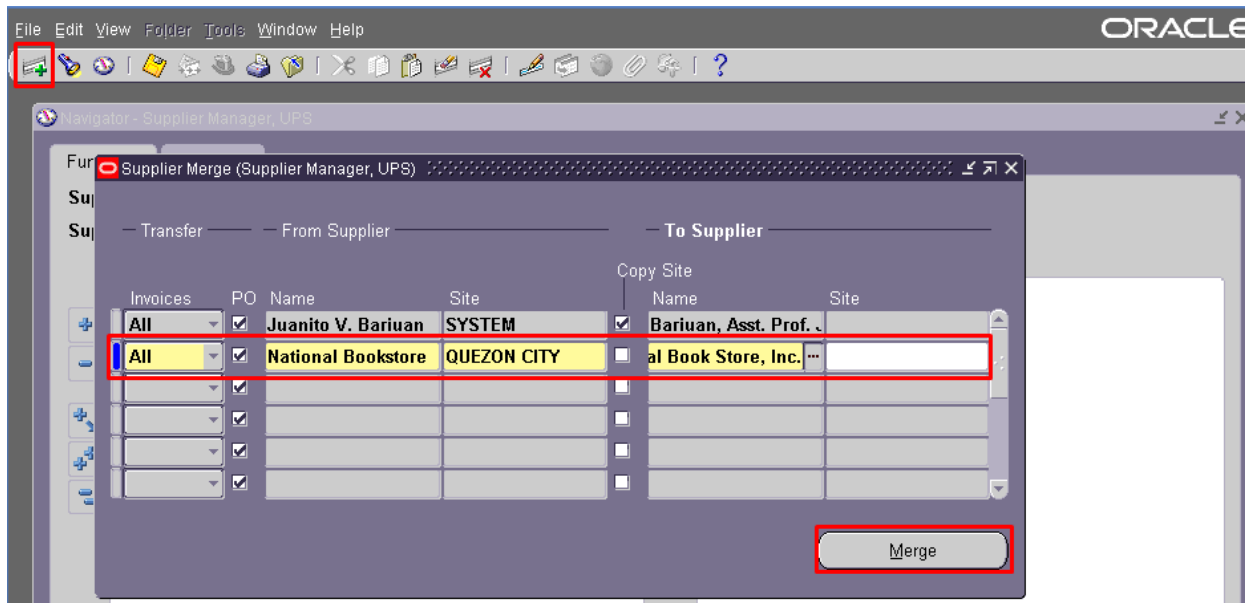 File Edit View Folder Tools Window Help ORACLE
Navigator - Supplier Manager, UPS
Supplier Merge (Supplier Manager, UPS)
Transfer From Supplier To Supplier
Copy Site
Invoices PO Name Site Name Site
All Juanito V. Bariuan SYSTEM Bariuan, Asst. Prof.
All National Bookstore QUEZON CITY al Book Store, Inc. ...
Merge